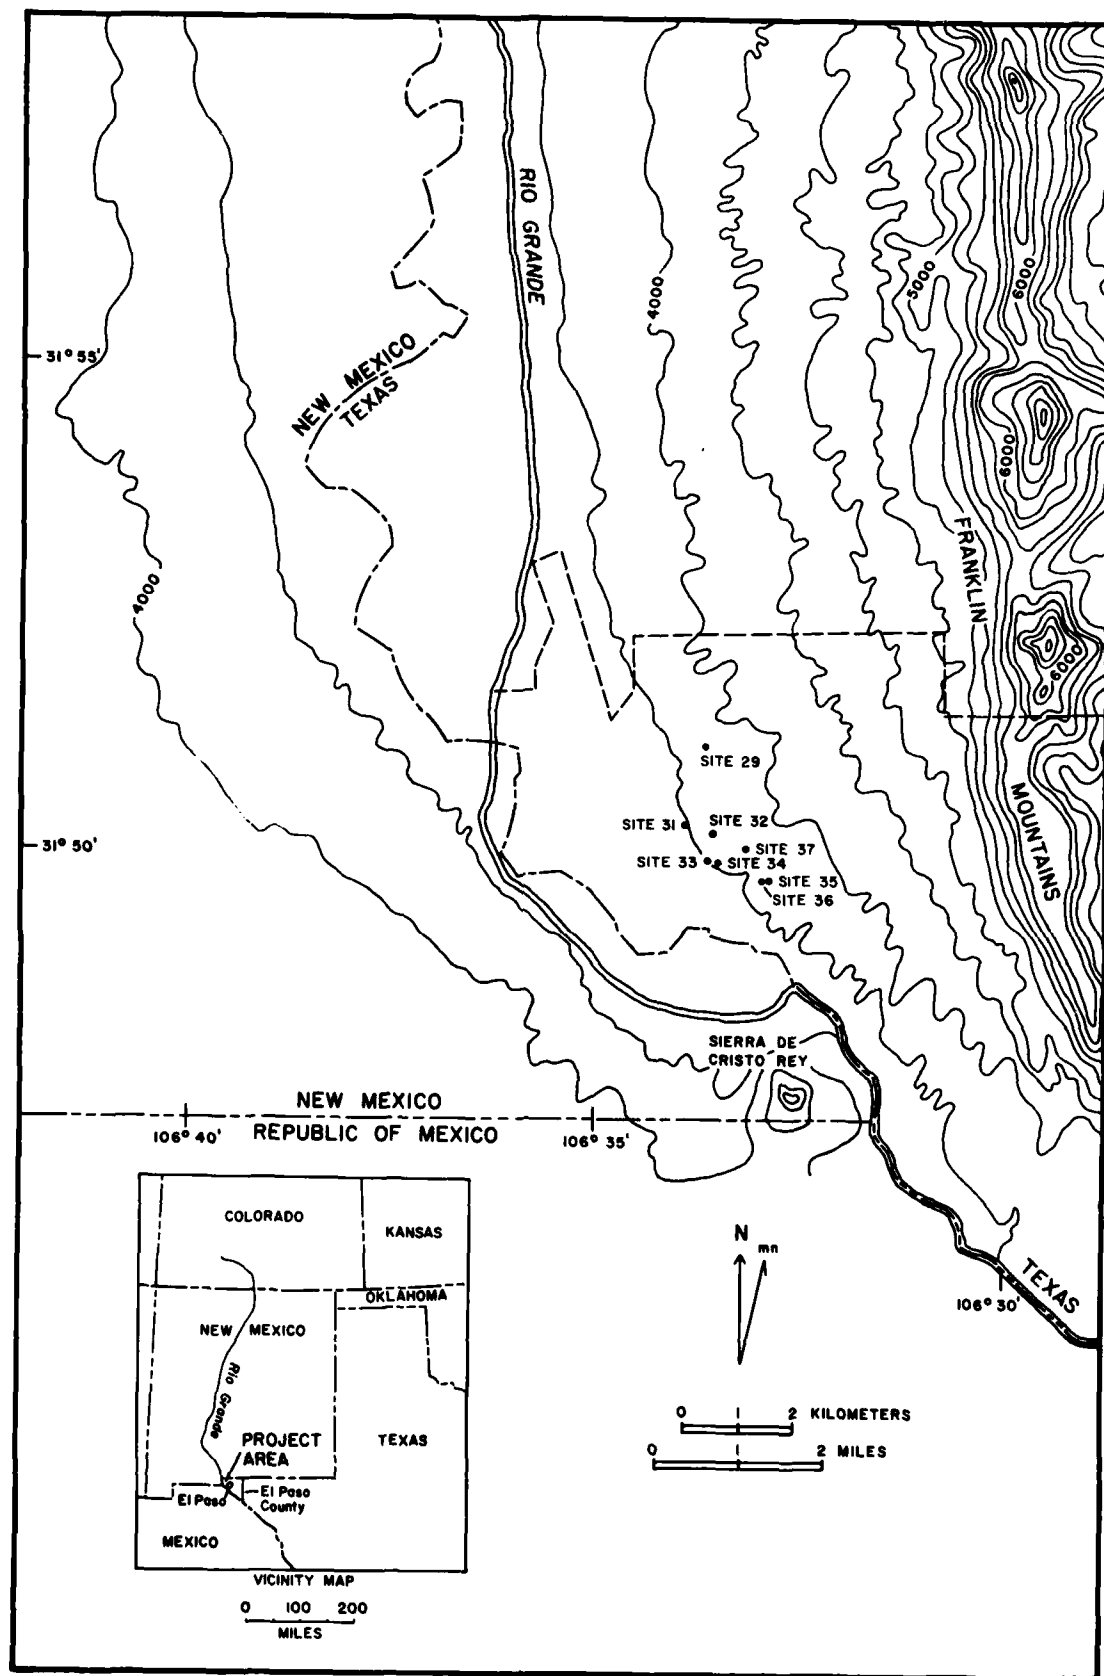 RIO GRANDE
4000
5000
6000
31° 55'
NEW MEXICO
TEXAS
6000
FRANKLIN
4000
6000
SITE 29
MOUNTAINS
SITE 31
SITE 32
31° 50'
SITE 37
SITE 33
SITE 34
SITE 35
SITE 36
SIERRA DE
CRISTO REY
NEW MEXICO
106° 40'
REPUBLIC OF MEXICO
106° 35'
COLORADO
KANSAS
N
mn
TEXAS
OKLAHOMA
106° 30'
NEW MEXICO
Rio Grande
0 2 KILOMETERS
PROJECT
AREA
TEXAS
0 2 MILES
El Paso
El Paso
County
MEXICO
VICINITY MAP
0 100 200
MILES